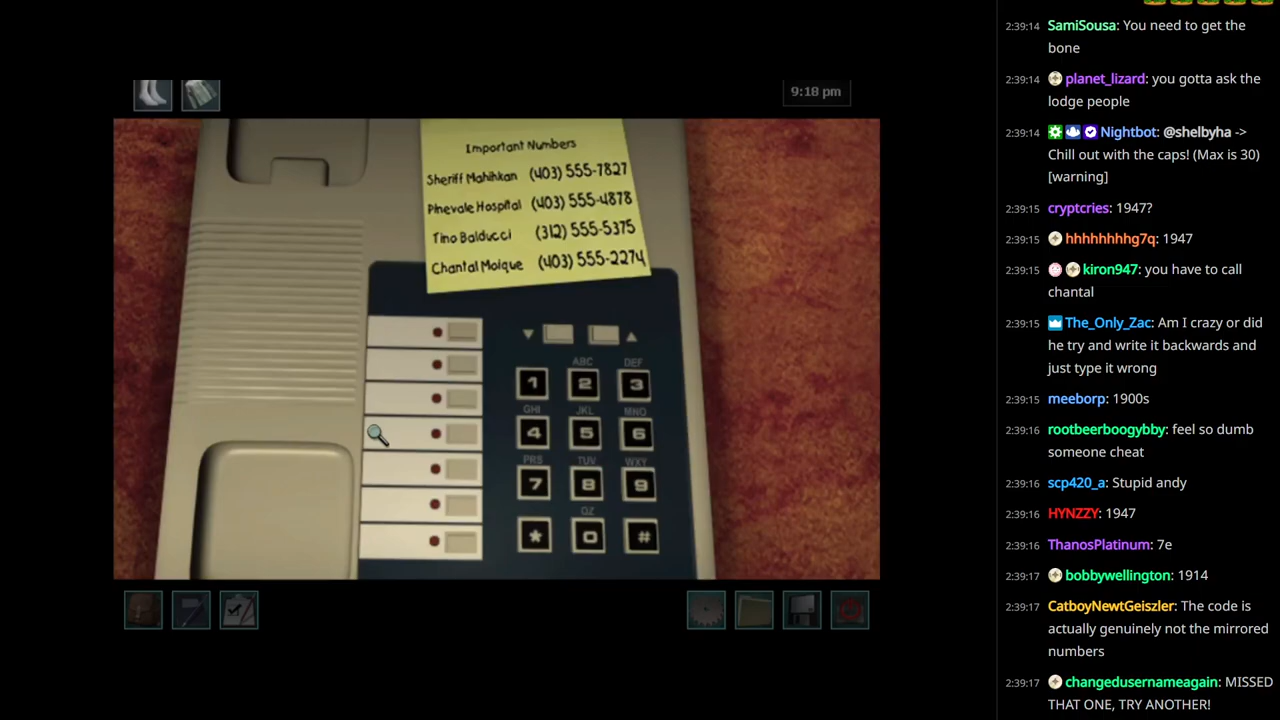 9:18 pm
Important Numbers
Sheriff Mahihkan (403) 555-7827
Pinevale Hospital (403) 555-4878
Tino Balducci (312) 555-5375
Chantal Moique (403) 555-2274
ABC DEF
1 2 3
GHI JKL MNO
4 5 6
PRS TUV WXY
7 8 9
OZ
* 0 #
2:39:14 SamiSousa: You need to get the
bone
2:39:14 planet_lizard: you gotta ask the
lodge people
2:39:14 Nightbot: @shelbyha ->
Chill out with the caps! (Max is 30)
[warning]
2:39:15 cryptcries: 1947?
2:39:15 hhhhhhhhg7q: 1947
2:39:15 kiron947: you have to call
chantal
2:39:15 The_Only_Zac: Am I crazy or did
he try and write it backwards and
just type it wrong
2:39:15 meeborp: 1900s
2:39:16 rootbeerboogybby: feel so dumb
someone cheat
2:39:16 scp420_a: Stupid andy
2:39:16 HYNZZY: 1947
2:39:16 ThanosPlatinum: 7e
2:39:17 bobbywellington: 1914
2:39:17 CatboyNewtGeiszler: The code is
actually genuinely not the mirrored
numbers
2:39:17 changedusernameagain: MISSED
THAT ONE, TRY ANOTHER!